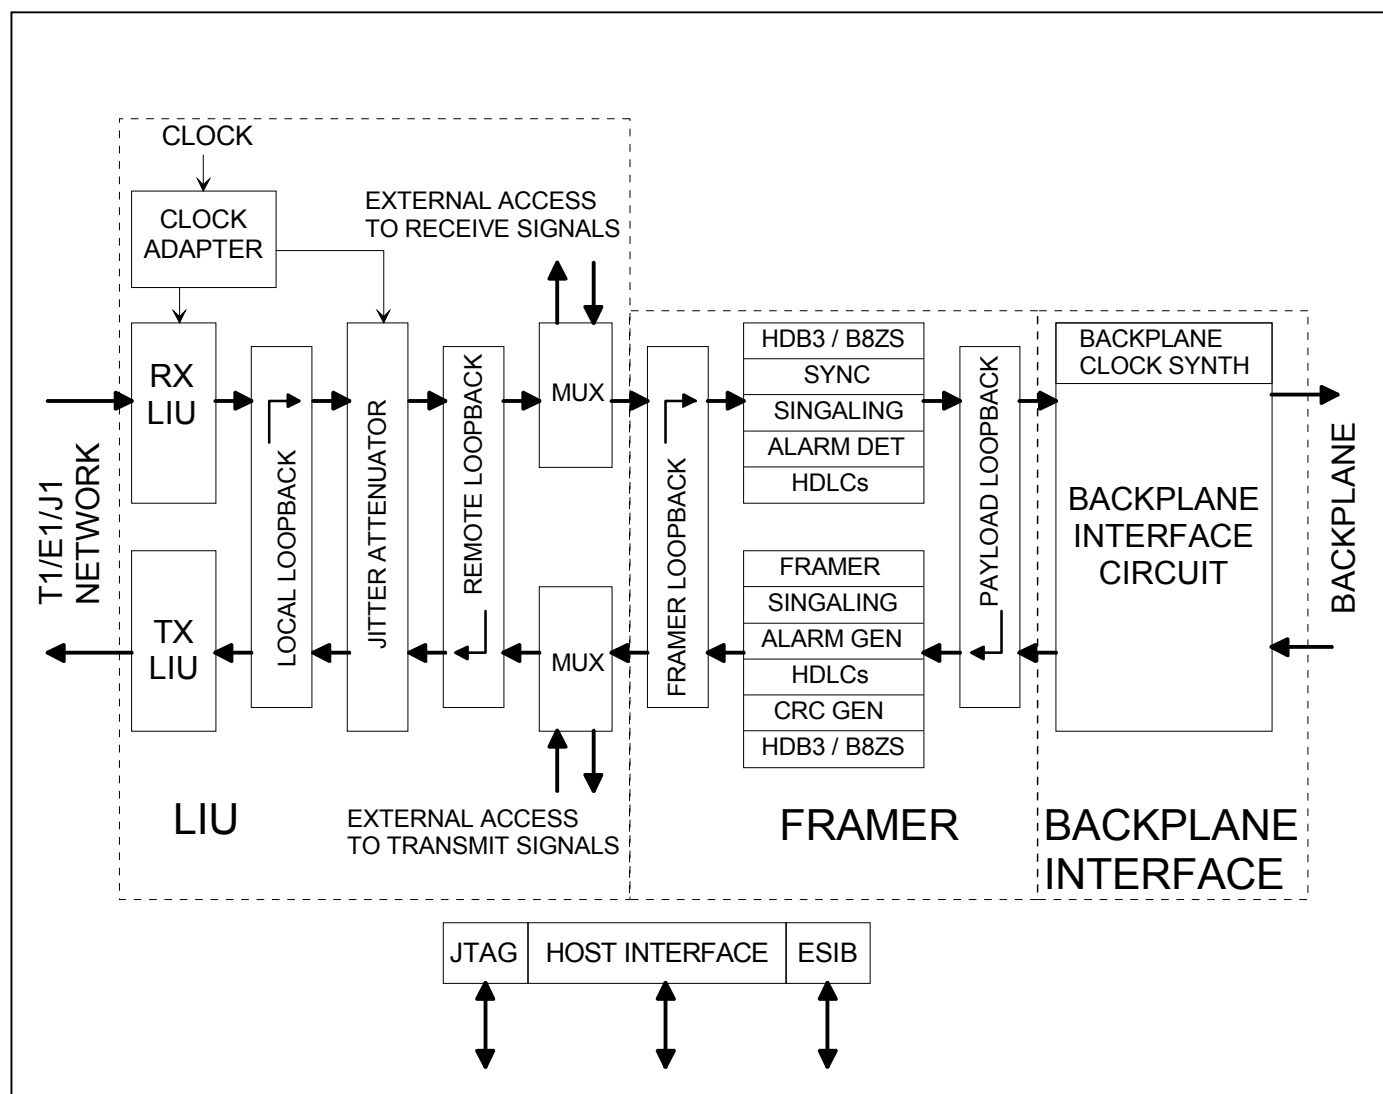 CLOCK
CLOCK
ADAPTER
EXTERNAL ACCESS
TO RECEIVE SIGNALS
RX
LIU
LOCAL LOOPBACK
JITTER ATTENUATOR
REMOTE LOOPBACK
MUX
FRAMER LOOPBACK
HDB3 / B8ZS
SYNC
SINGALING
ALARM DET
HDLCs
PAYLOAD LOOPBACK
BACKPLANE
CLOCK SYNTH
BACKPLANE
INTERFACE
CIRCUIT
BACKPLANE
T1/E1/J1
NETWORK
TX
LIU
MUX
FRAMER
SINGALING
ALARM GEN
HDLCs
CRC GEN
HDB3 / B8ZS
EXTERNAL ACCESS
TO TRANSMIT SIGNALS
LIU
FRAMER
BACKPLANE
INTERFACE
JTAG
HOST INTERFACE
ESIB